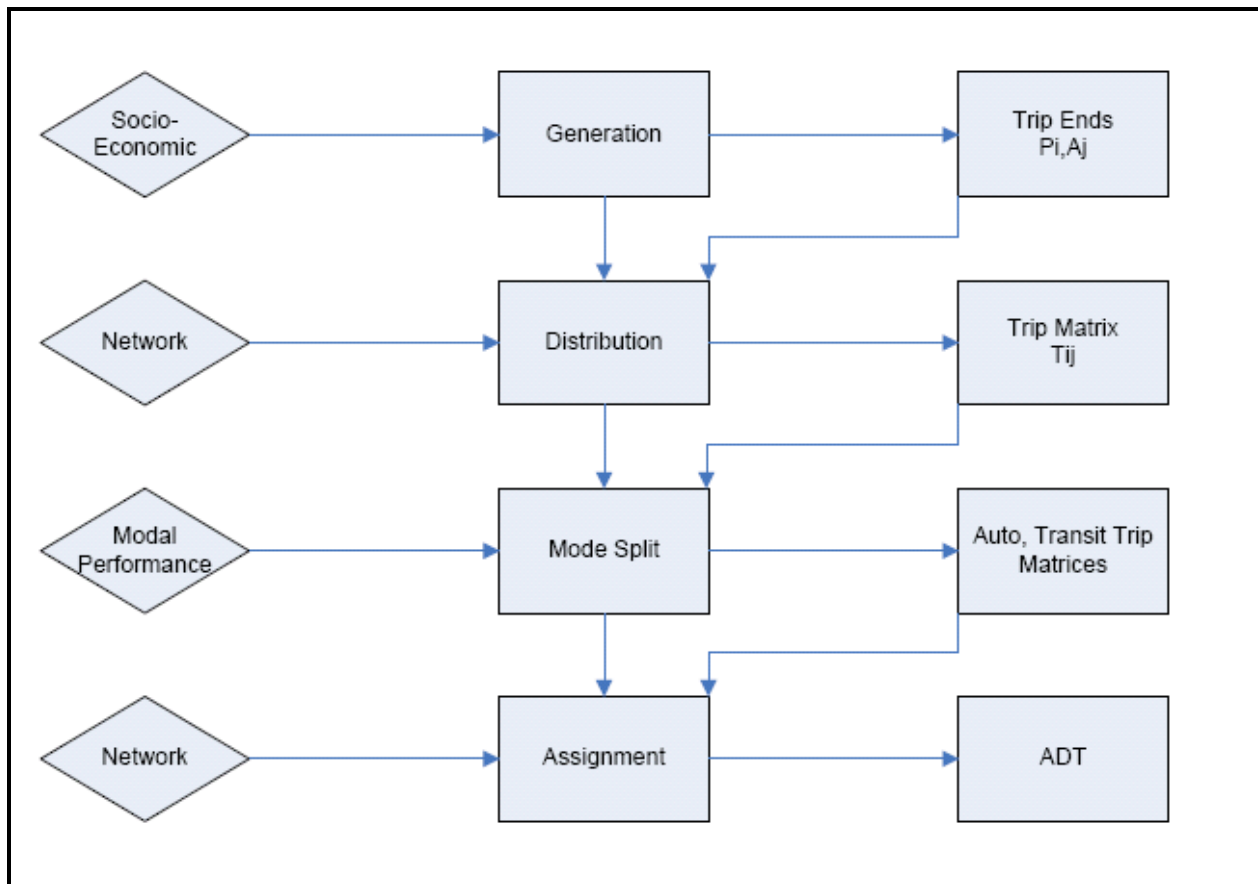 Socio-
Economic
Generation
Trip Ends
Pi,Aj
Network
Distribution
Trip Matrix
Tij
Modal
Performance
Mode Split
Auto, Transit Trip
Matrices
Network
Assignment
ADT